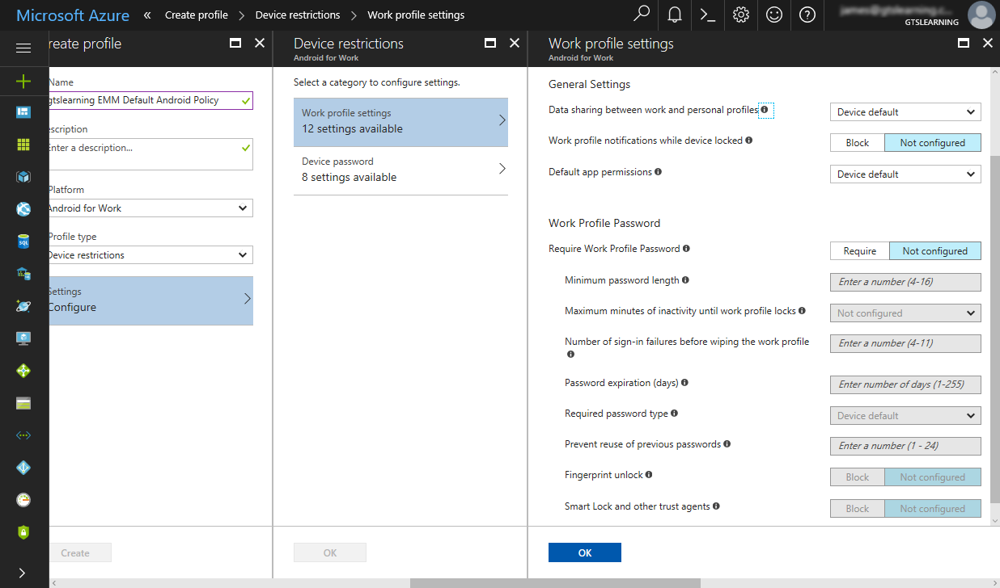 Microsoft Azure « Create profile > Device restrictions > Work profile settings
GTSLEARNING
reate profile
Name
gtslearning EMM Default Android Policy
escription
Enter a description...
Platform
Android for Work
Profile type
Device restrictions
Settings
Configure
Create
Device restrictions
Android for Work
Select a category to configure settings.
Work profile settings
12 settings available
Device password
8 settings available
OK
Work profile settings
Android for Work
General Settings
Data sharing between work and personal profiles Device default
Work profile notifications while device locked Block Not configured
Default app permissions Device default
Work Profile Password
Require Work Profile Password Require Not configured
Minimum password length Enter a number (4-16)
Maximum minutes of inactivity until work profile locks Not configured
Number of sign-in failures before wiping the work profile Enter a number (4-11)
Password expiration (days) Enter number of days (1-255)
Required password type Device default
Prevent reuse of previous passwords Enter a number (1 - 24)
Fingerprint unlock Block Not configured
Smart Lock and other trust agents Block Not configured
OK